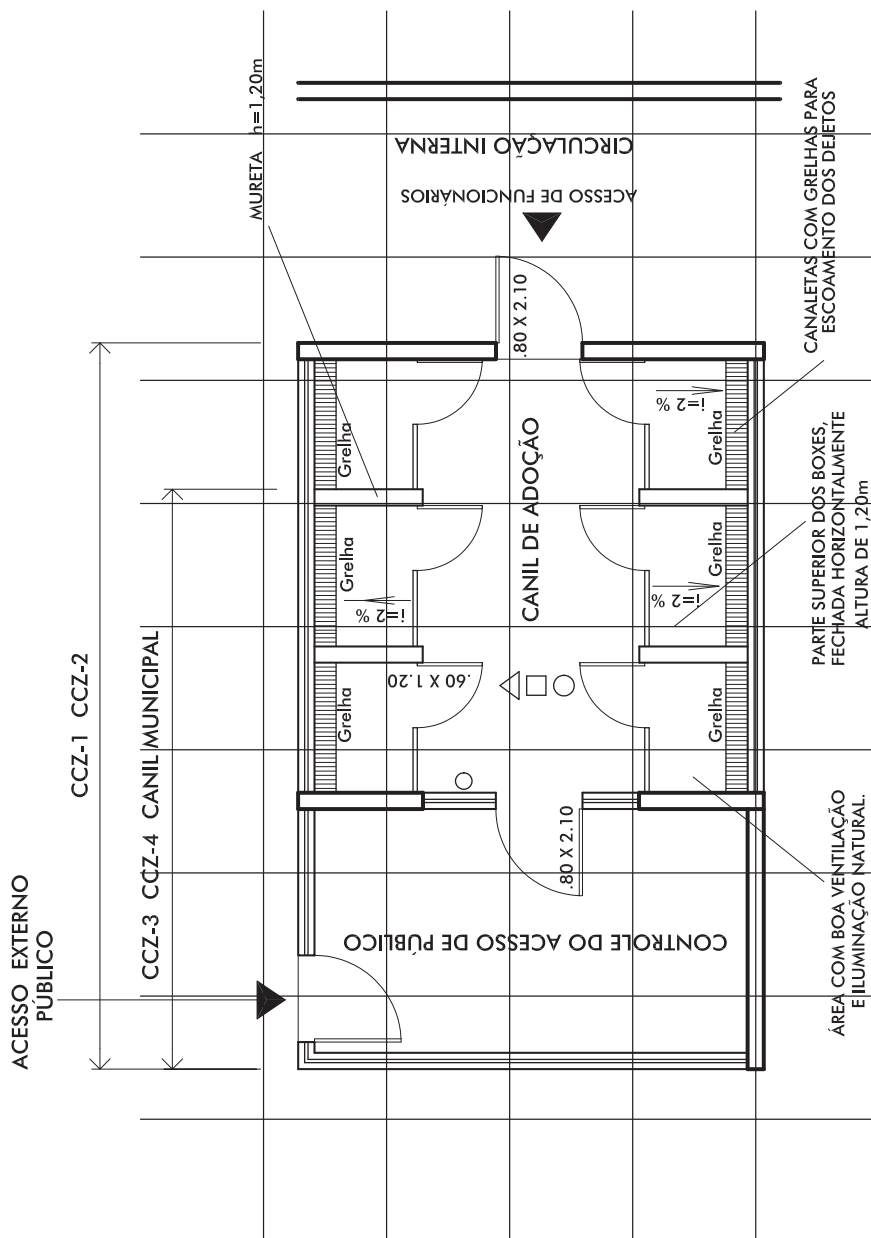 ACESSO EXTERNO
PÚBLICO
CCZ-1 CCZ-2
CCZ-3 CCZ-4 CANIL MUNICIPAL
MURETA h=1,20m
CIRCULAÇÃO INTERNA
ACESSO DE FUNCIONÁRIOS
.80 X 2.10
Grelha
Grelha
Grelha
i=2 %
.60 X 1.20
CANIL DE ADOÇÃO
i=2 %
i=2 %
Grelha
Grelha
Grelha
.80 X 2.10
CONTROLE DO ACESSO DE PÚBLICO
CANALETAS COM GRELHAS PARA
ESCOAMENTO DOS DEJETOS
PARTE SUPERIOR DOS BOXES,
FECHADA HORIZONTALMENTE
ALTURA DE 1,20m
ÁREA COM BOA VENTILAÇÃO
E ILUMINAÇÃO NATURAL.